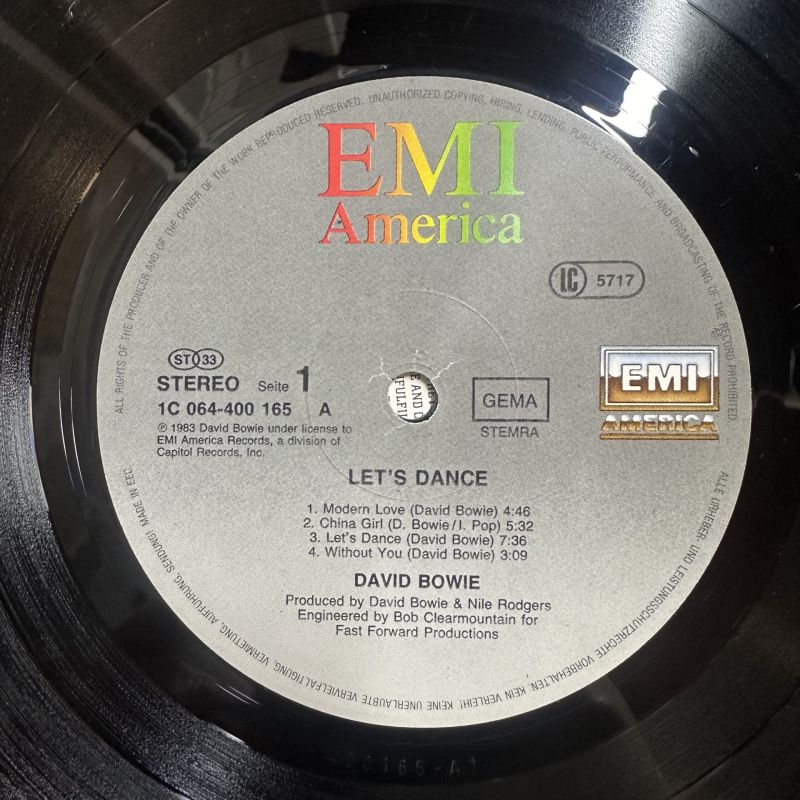 ALL RIGHTS OF THE PRODUCER AND OF THE OWNER OF THE WORK REPRODUCED RESERVED. UNAUTHORIZED COPYING, HIRING, LENDING, PUBLIC PERFORMANCE AND BROADCASTING OF THE RECORD PROHIBITED
EMI
America
LC 5717
ST 33
STEREO Seite 1
1C 064-400 165 A
℗ 1983 David Bowie under license to
EMI America Records, a division of
Capitol Records, Inc.
GEMA
STEMRA
EMI
AMERICA
E AND
FULFIL
LET'S DANCE
1. Modern Love (David Bowie) 4:46
2. China Girl (D. Bowie/I. Pop) 5:32
3. Let's Dance (David Bowie) 7:36
4. Without You (David Bowie) 3:09
DAVID BOWIE
Produced by David Bowie & Nile Rodgers
Engineered by Bob Clearmountain for
Fast Forward Productions
ALLE URHEBER- UND LEISTUNGSSCHUTZRECHTE VORBEHALTEN. KEIN VERLEIH! KEINE UNERLAUBTE VERVIELFÄLTIGUNG, VERMIETUNG, AUFFÜHRUNG, SENDUNG! MADE IN EEC
0165-A1